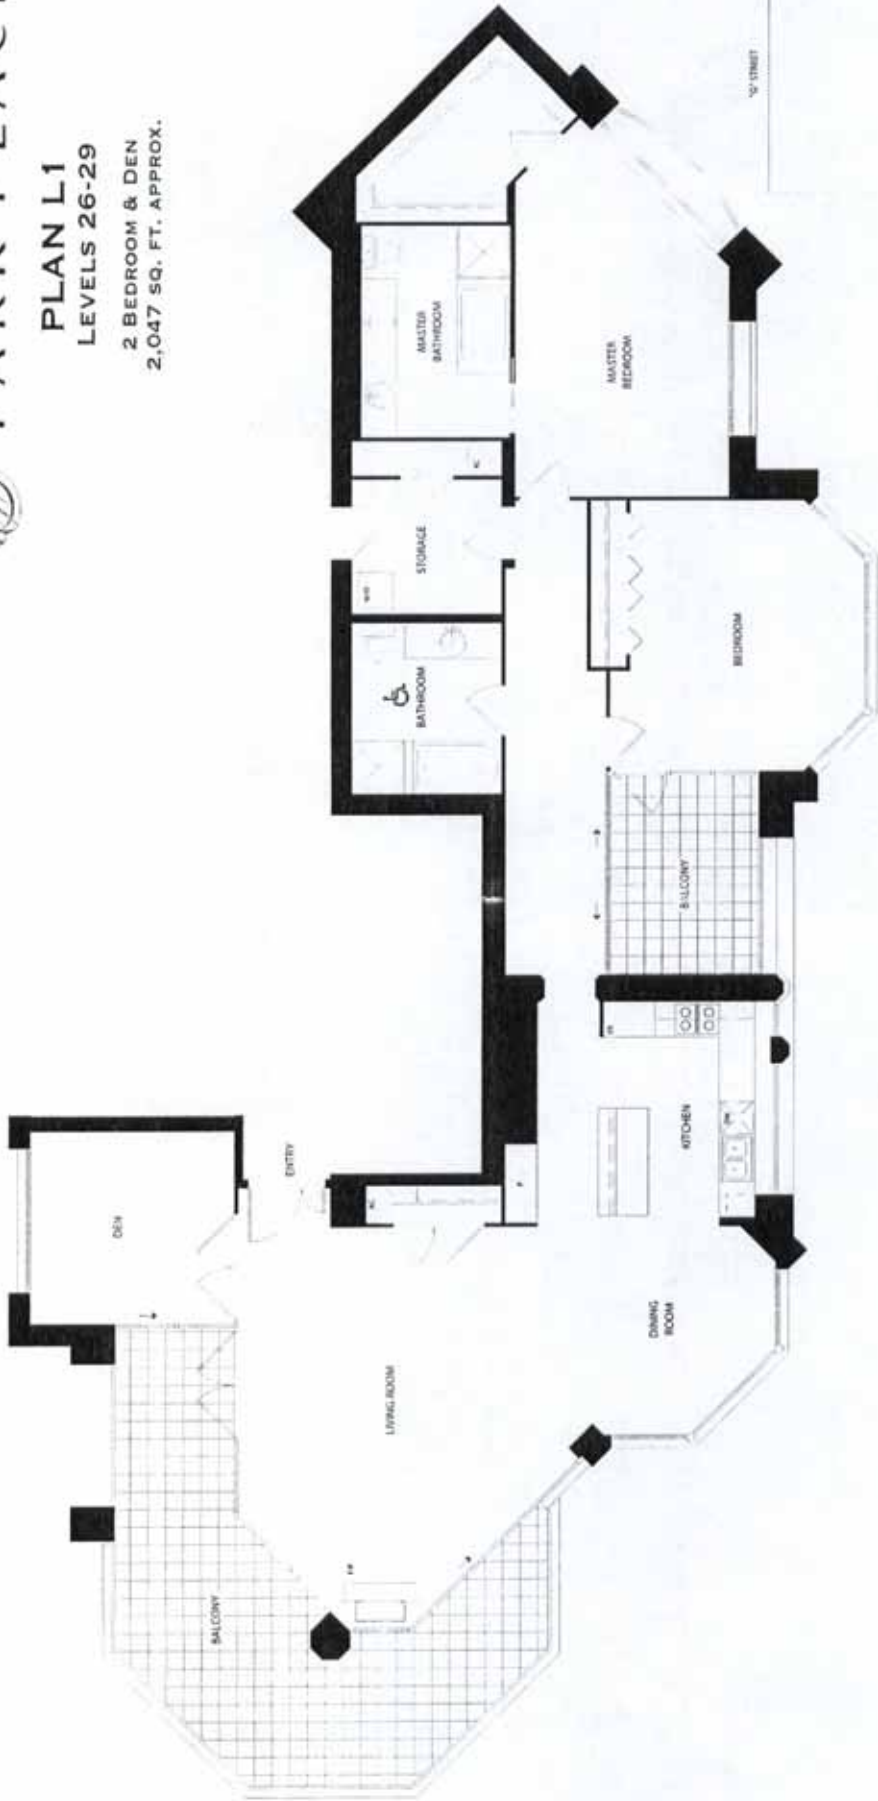 PLAN L1
LEVELS 26-29
2 BEDROOM & DEN
2,047 SQ. FT. APPROX.
"G" STREET
MASTER
BATHROOM
MASTER
BEDROOM
STORAGE
W/D
BATHROOM
BEDROOM
BALCONY
ENTRY
DEN
KITCHEN
DINING
ROOM
LIVING ROOM
BALCONY